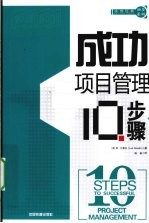 成功
项目管理
10步骤
10
STEPS
TO SUCCESSFUL
PROJECT
MANAGEMENT